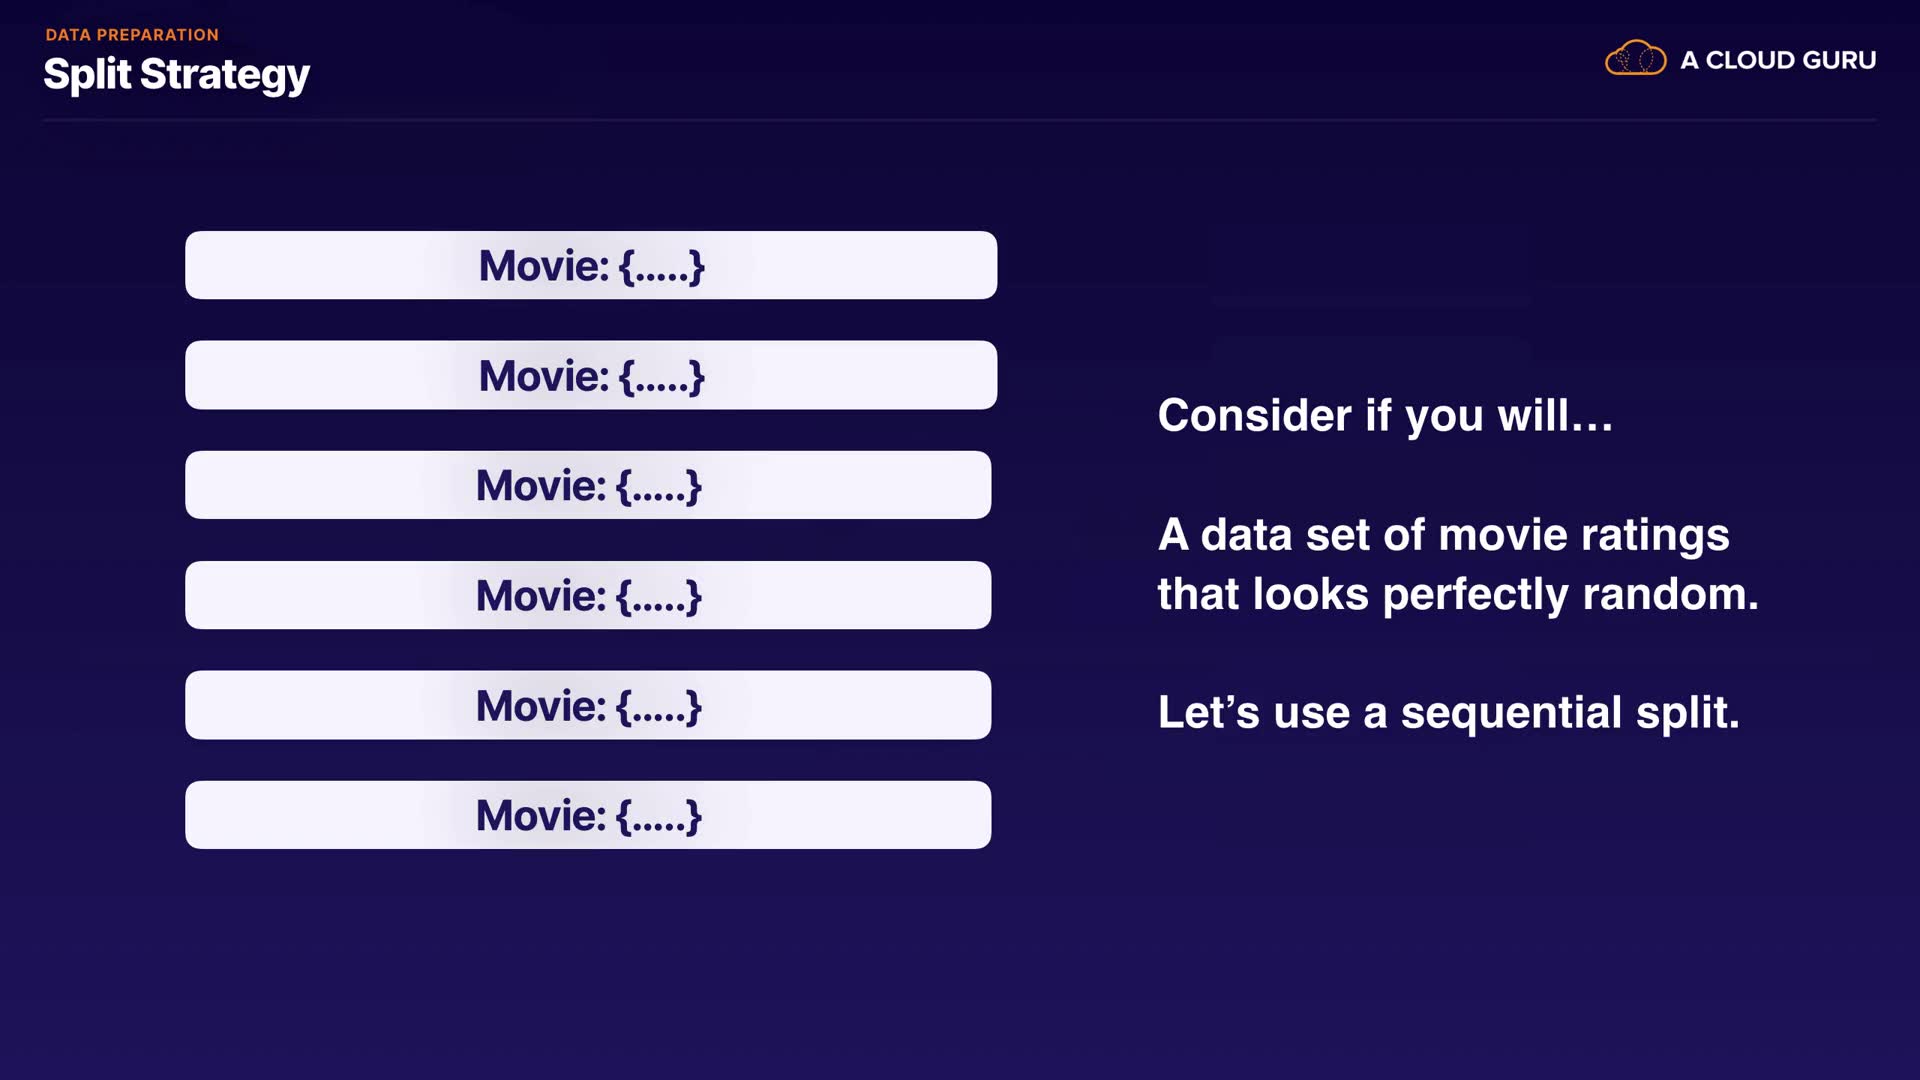 DATA PREPARATION
Split Strategy
A CLOUD GURU
Movie: {.....}
Movie: {.....}
Movie: {.....}
Movie: {.....}
Movie: {.....}
Movie: {.....}
Consider if you will...
A data set of movie ratings
that looks perfectly random.
Let’s use a sequential split.